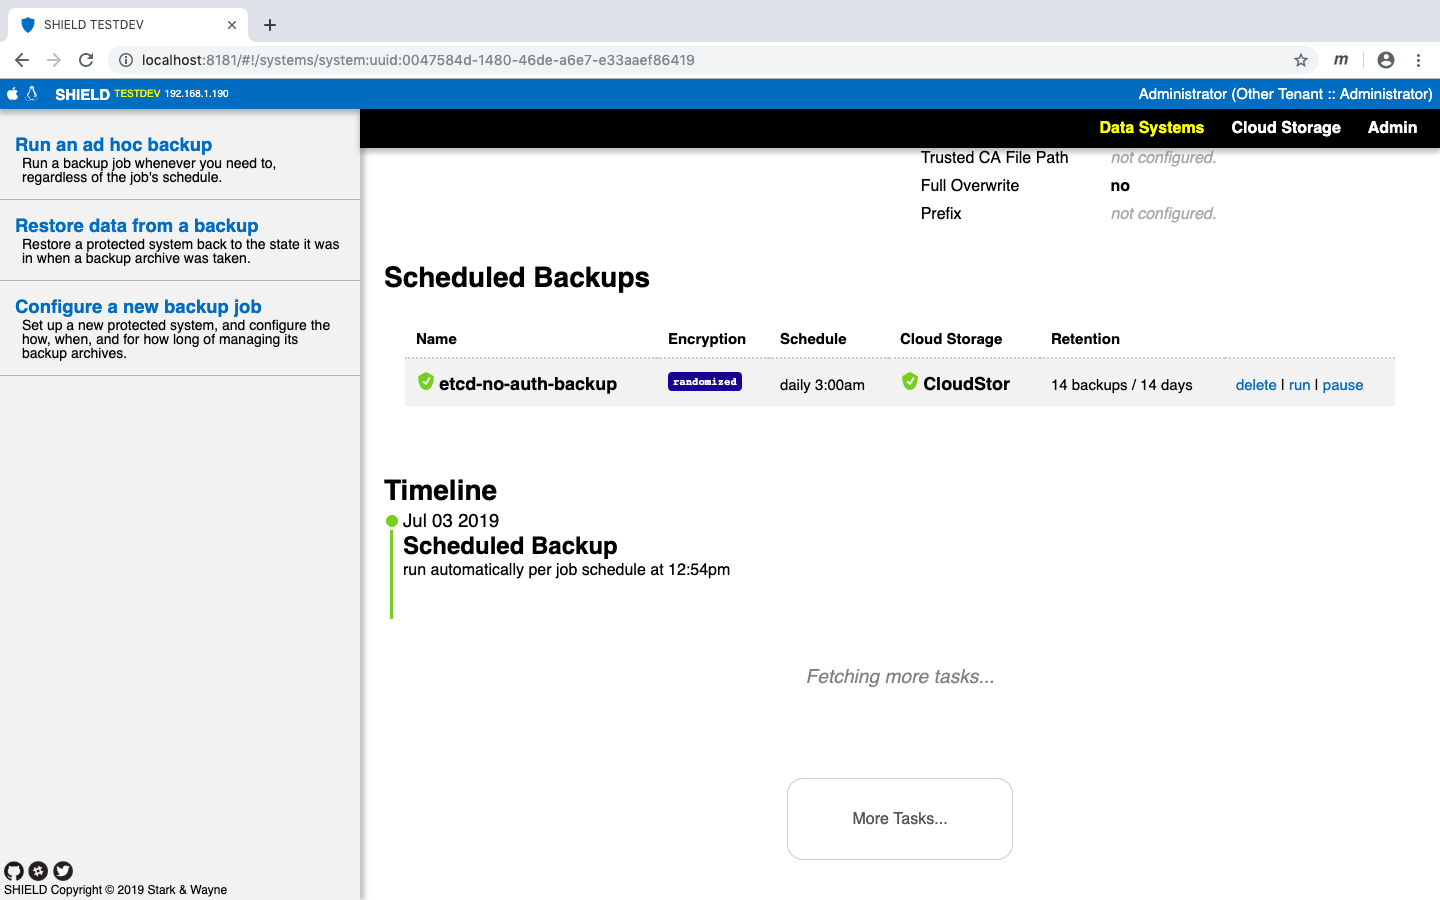 SHIELD TESTDEV
localhost:8181/#!/systems/system:uuid:0047584d-1480-46de-a6e7-e33aaef86419
m
SHIELD TESTDEV 192.168.1.190
Administrator (Other Tenant :: Administrator)
Data Systems Cloud Storage Admin
Run an ad hoc backup
Run a backup job whenever you need to,
regardless of the job's schedule.
Restore data from a backup
Restore a protected system back to the state it was
in when a backup archive was taken.
Configure a new backup job
Set up a new protected system, and configure the
how, when, and for how long of managing its
backup archives.
SHIELD Copyright © 2019 Stark & Wayne
Trusted CA File Path not configured.
Full Overwrite no
Prefix not configured.
Scheduled Backups
Name Encryption Schedule Cloud Storage Retention
etcd-no-auth-backup randomized daily 3:00am CloudStor 14 backups / 14 days delete | run | pause
Timeline
Jul 03 2019
Scheduled Backup
run automatically per job schedule at 12:54pm
Fetching more tasks...
More Tasks...